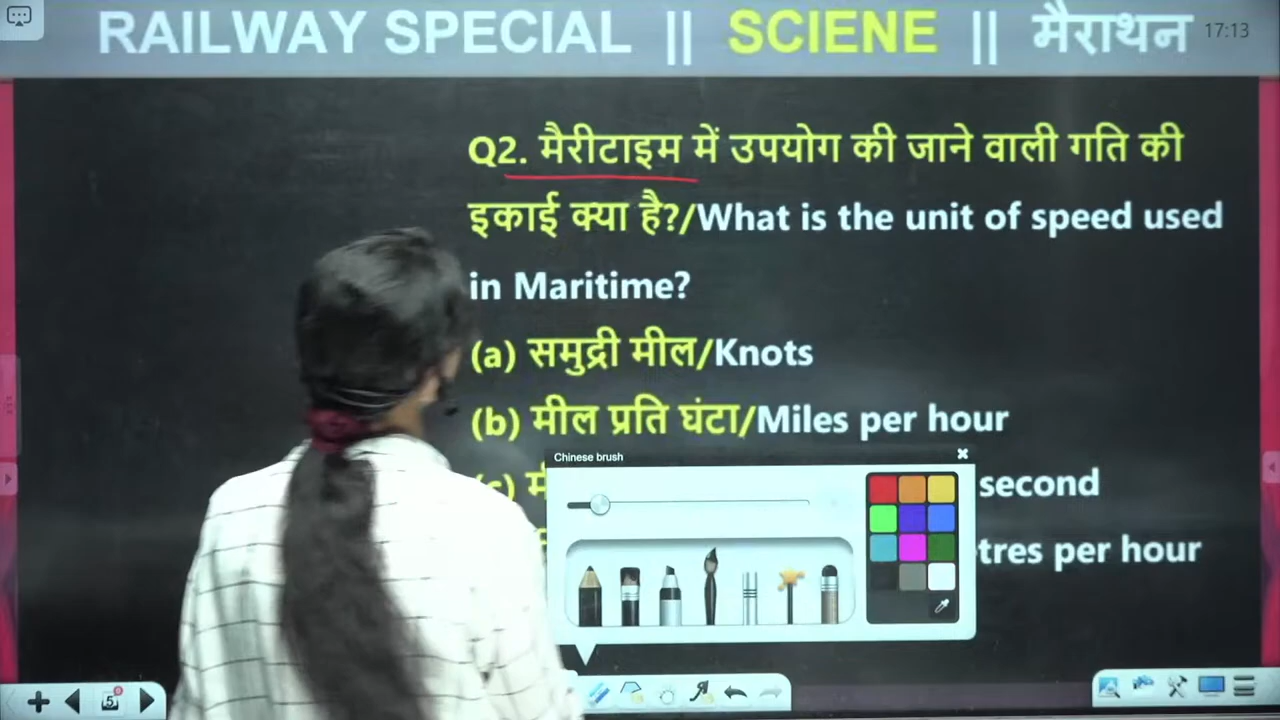 RAILWAY SPECIAL || SCIENE || मैराथन 17:13
Q2. मैरीटाइम में उपयोग की जाने वाली गति की
इकाई क्या है?/What is the unit of speed used
in Maritime?
(a) समुद्री मील/Knots
(b) मील प्रति घंटा/Miles per hour
Chinese brush
second
per hour
5